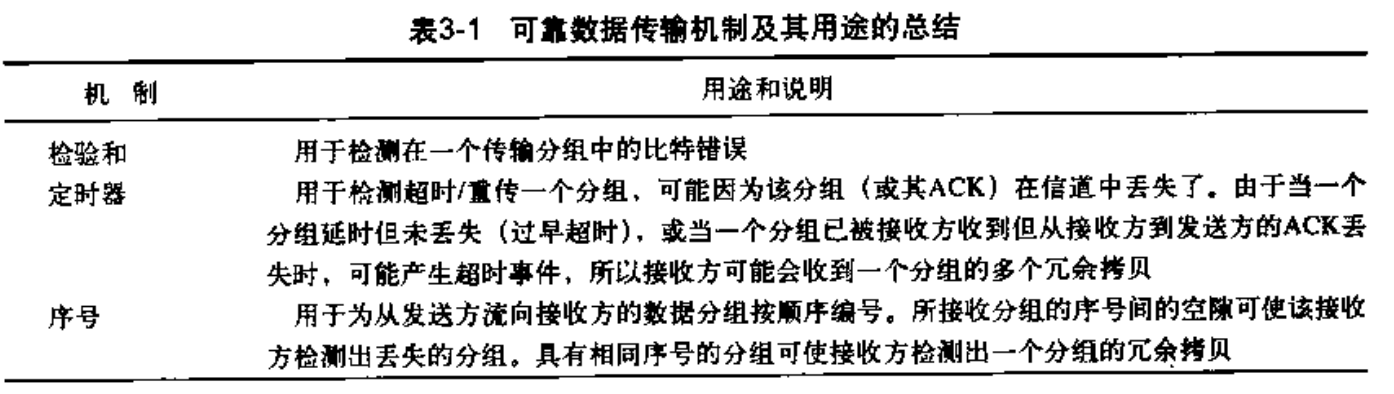 表3-1 可靠数据传输机制及其用途的总结
机 制 用途和说明
检验和 用于检测在一个传输分组中的比特错误
定时器 用于检测超时/重传一个分组，可能因为该分组（或其ACK）在信道中丢失了。由于当一个
分组延时但未丢失（过早超时），或当一个分组已被接收方收到但从接收方到发送方的ACK丢
失时，可能产生超时事件，所以接收方可能会收到一个分组的多个冗余拷贝
序号 用于为从发送方流向接收方的数据分组按顺序编号。所接收分组的序号间的空隙可使该接收
方检测出丢失的分组。具有相同序号的分组可使接收方检测出一个分组的冗余拷贝